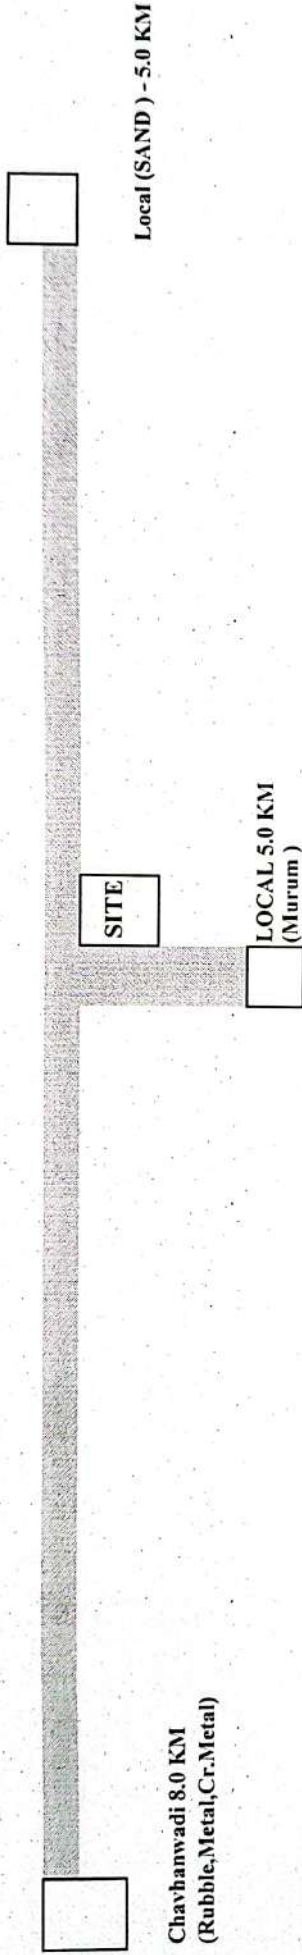 Chavhanwadi 8.0 KM
(Rubble,Metal,Cr.Metal)
SITE
LOCAL 5.0 KM
(Murum )
Local (SAND ) - 5.0 KM